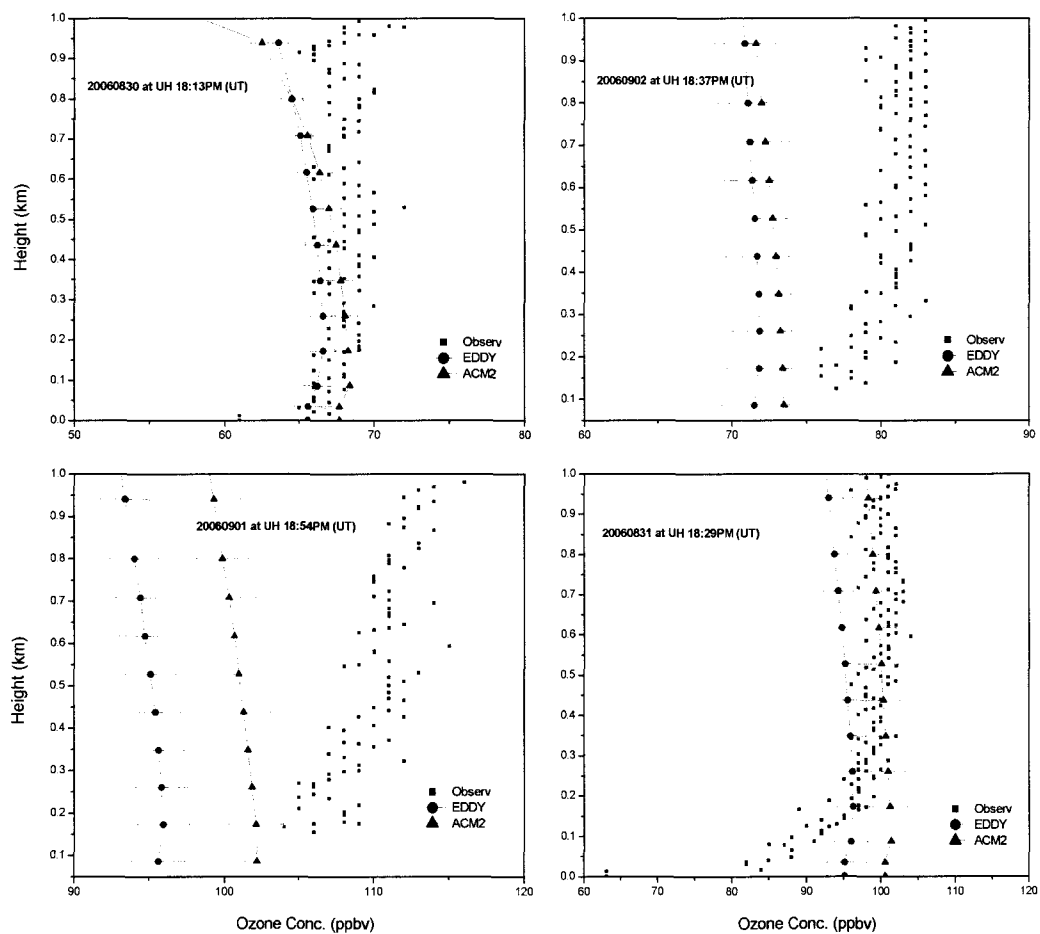 1.0
0.9
0.8
0.7
0.6
0.5
0.4
0.3
0.2
0.1
0.0
Height (km)
20060830 at UH 18:13PM (UT)
Observ
EDDY
ACM2
50 60 70 80
1.0
0.9
0.8
0.7
0.6
0.5
0.4
0.3
0.2
0.1
20060902 at UH 18:37PM (UT)
Observ
EDDY
ACM2
60 70 80 90
1.0
0.9
0.8
0.7
0.6
0.5
0.4
0.3
0.2
0.1
Height (km)
20060901 at UH 18:54PM (UT)
Observ
EDDY
ACM2
90 100 110 120
Ozone Conc. (ppbv)
1.0
0.9
0.8
0.7
0.6
0.5
0.4
0.3
0.2
0.1
0.0
20060831 at UH 18:29PM (UT)
Observ
EDDY
ACM2
60 70 80 90 100 110 120
Ozone Conc. (ppbv)